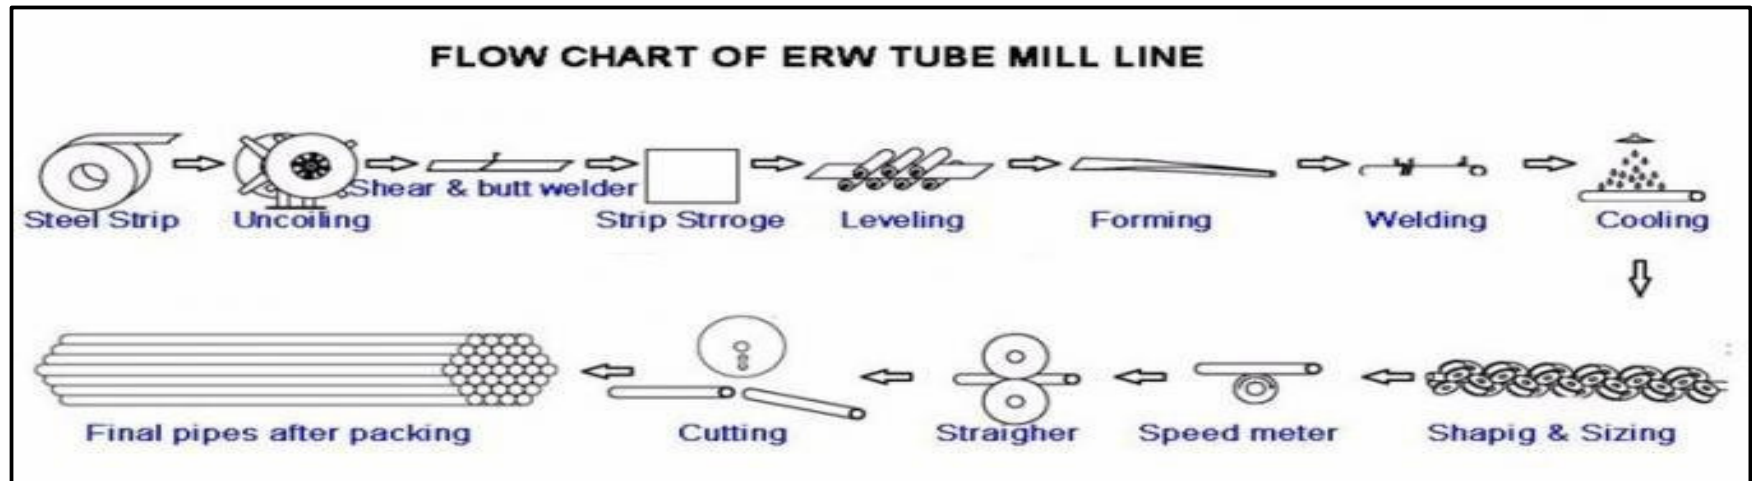 FLOW CHART OF ERW TUBE MILL LINE
Steel Strip
Uncoiling
Shear & butt welder
Strip Strroge
Leveling
Forming
Welding
Cooling
Final pipes after packing
Cutting
Straigher
Speed meter
Shapig & Sizing